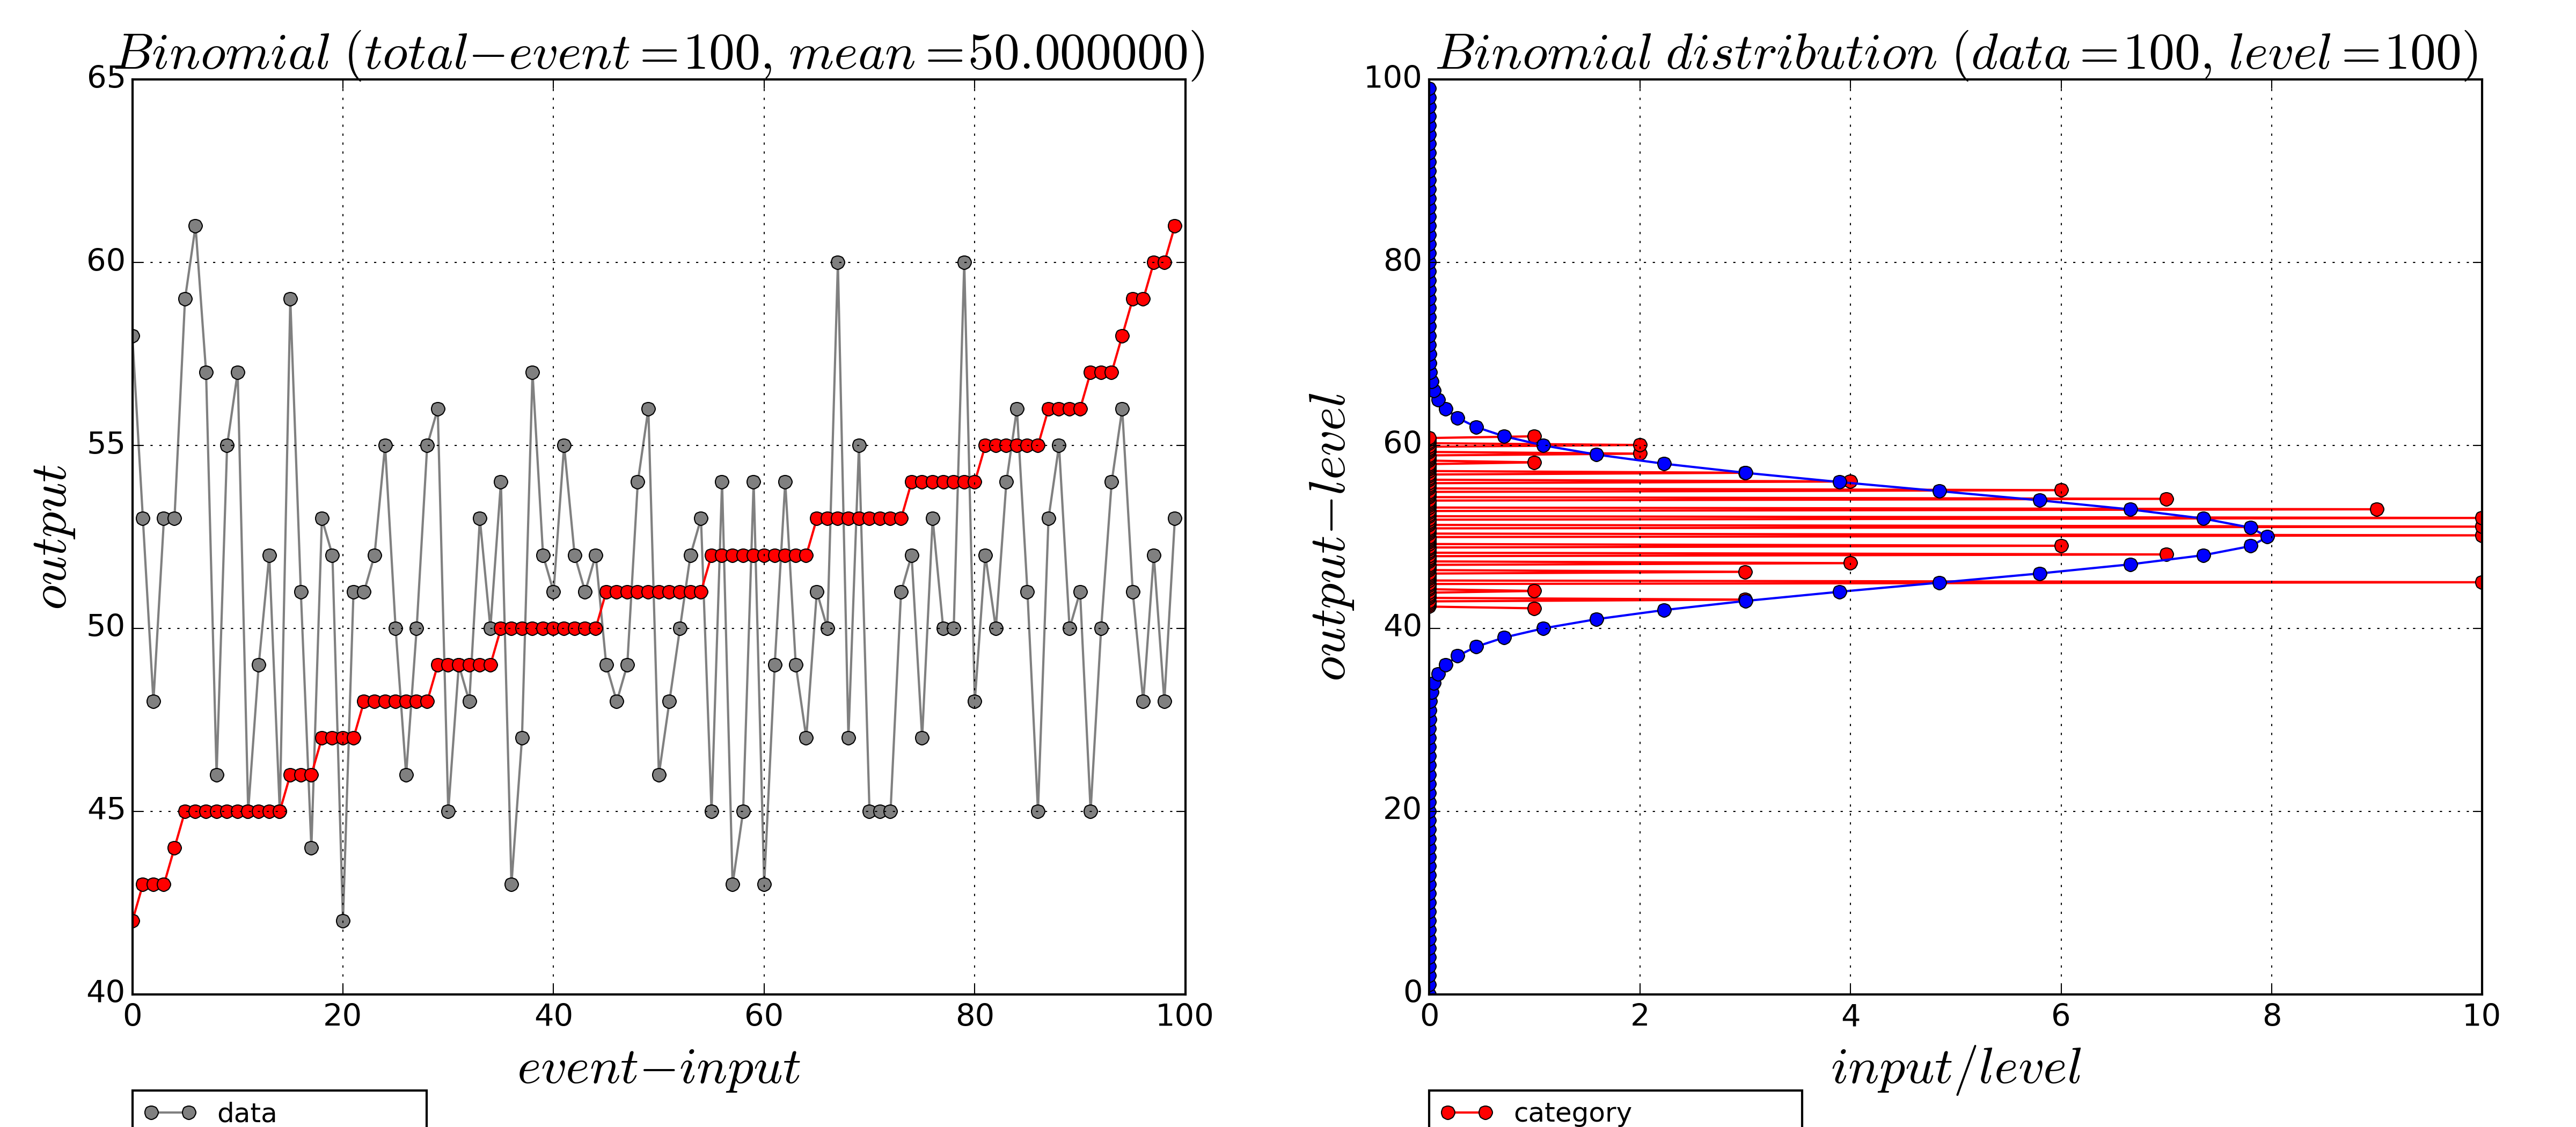 Binomial (total−event=100, mean=50.000000)
65
60
55
50
45
40
output
0 20 40 60 80 100
event−input
data
Binomial distribution (data=100, level=100)
100
80
60
40
20
0
output−level
0 2 4 6 8 10
input/level
category